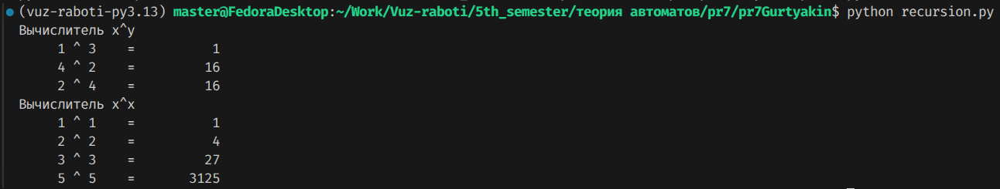 (vuz-raboti-py3.13) master@FedoraDesktop:~/Work/Vuz-raboti/5th_semester/теория автоматов/pr7/pr7Gurtyakin$ python recursion.py
Вычислитель x^y
1 ^ 3 = 1
4 ^ 2 = 16
2 ^ 4 = 16
Вычислитель x^x
1 ^ 1 = 1
2 ^ 2 = 4
3 ^ 3 = 27
5 ^ 5 = 3125